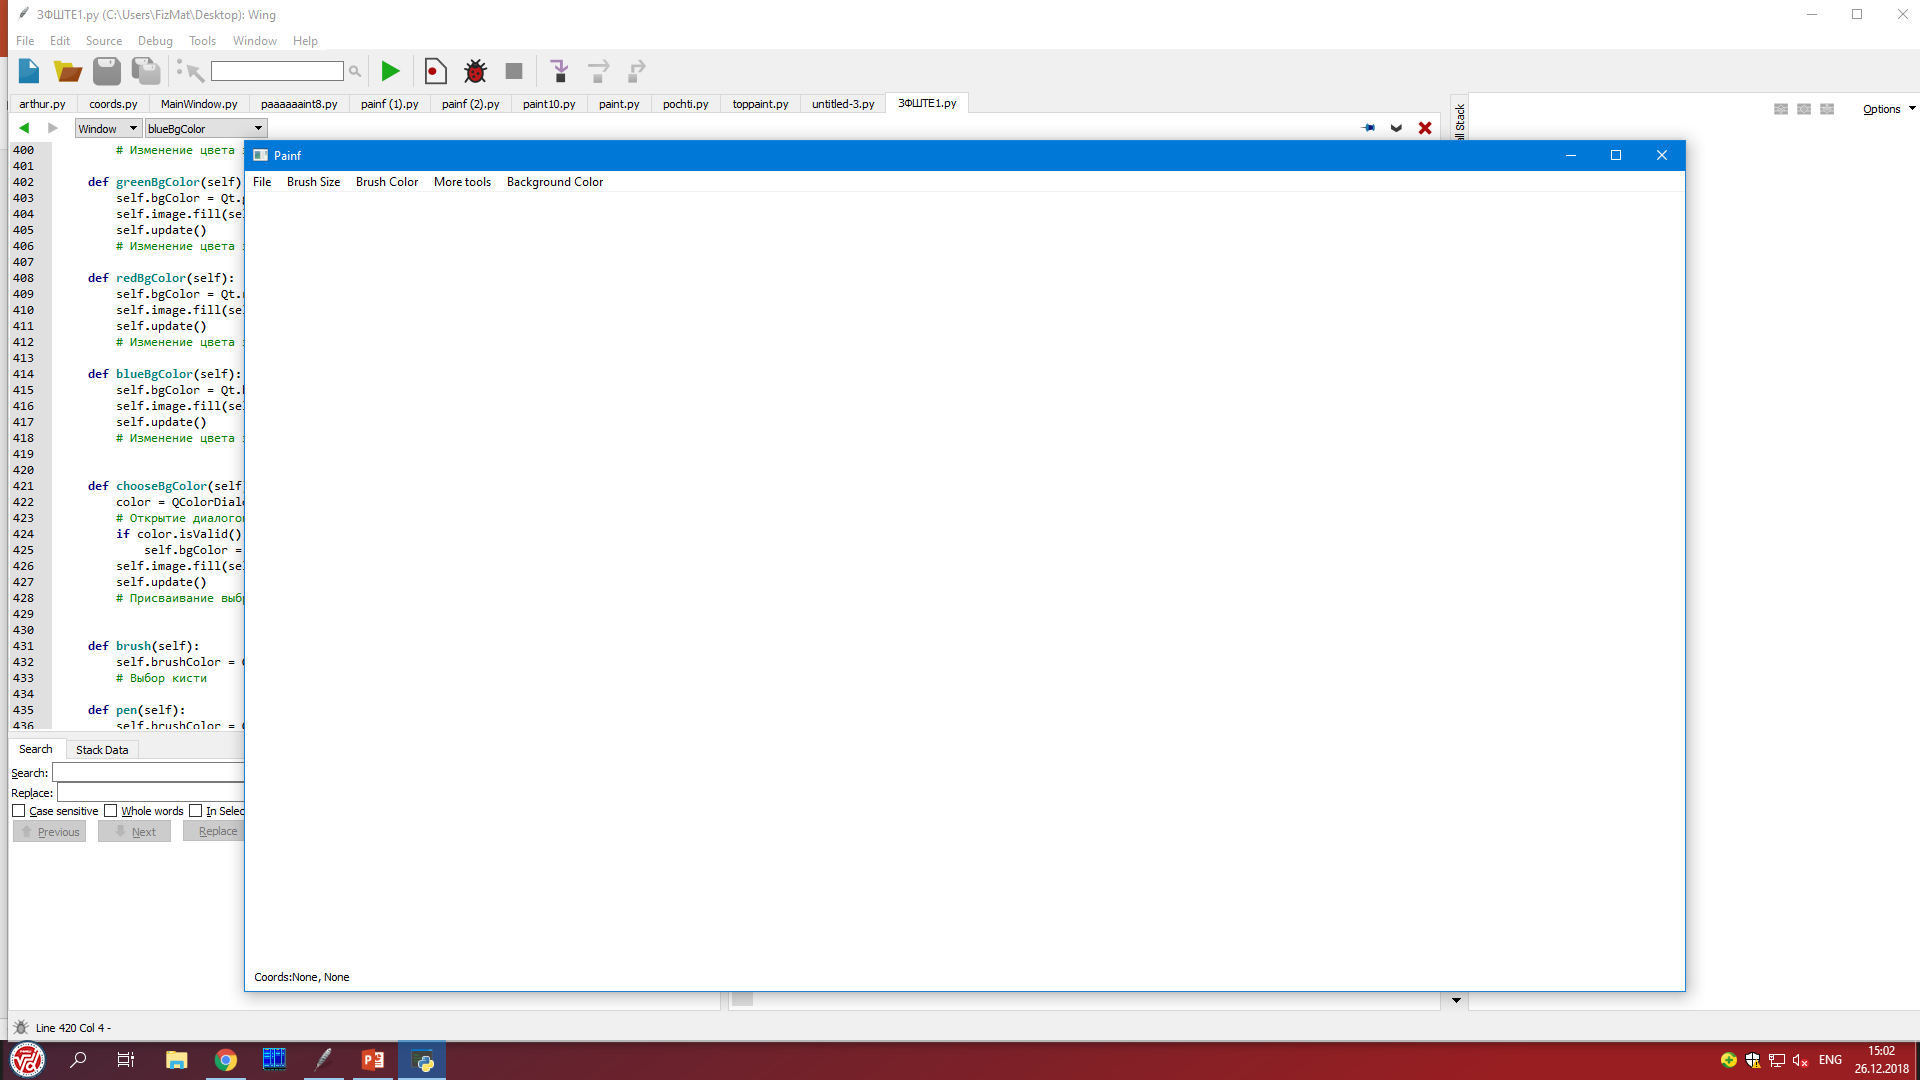 ЗФШТЕ1.py (C:\Users\FizMat\Desktop): Wing
File Edit Source Debug Tools Window Help
arthur.py coords.py MainWindow.py paaaaaaint8.py painf (1).py painf (2).py paint10.py paint.py pochti.py toppaint.py untitled-3.py ЗФШТЕ1.py
Options
Window blueBgColor
Painf
File Brush Size Brush Color More tools Background Color
400 # Изменение цвета
401
402 def greenBgColor(self)
403 self.bgColor = Qt.
404 self.image.fill(se
405 self.update()
406 # Изменение цвета
407
408 def redBgColor(self):
409 self.bgColor = Qt.
410 self.image.fill(se
411 self.update()
412 # Изменение цвета
413
414 def blueBgColor(self):
415 self.bgColor = Qt.
416 self.image.fill(se
417 self.update()
418 # Изменение цвета
419
420
421 def chooseBgColor(self
422 color = QColorDial
423 # Открытие диалого
424 if color.isValid()
425 self.bgColor =
426 self.image.fill(se
427 self.update()
428 # Присваивание выб
429
430
431 def brush(self):
432 self.brushColor =
433 # Выбор кисти
434
435 def pen(self):
436 self.brushColor =
Search Stack Data
Search:
Replace:
Case sensitive Whole words In Selec
Previous Next Replace
Coords:None, None
Line 420 Col 4 -
ENG
15:02
26.12.2018